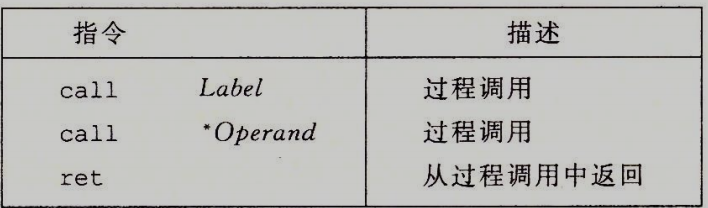 指令 描述
call Label 过程调用
call *Operand 过程调用
ret 从过程调用中返回